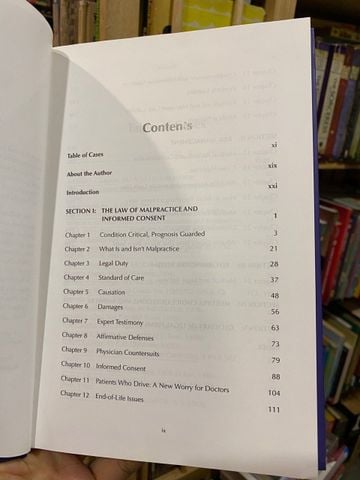 Contents
Table of Cases xi
About the Author xix
Introduction xxi
SECTION I: THE LAW OF MALPRACTICE AND
INFORMED CONSENT 1
Chapter 1 Condition Critical, Prognosis Guarded 3
Chapter 2 What Is and Isn't Malpractice 21
Chapter 3 Legal Duty 28
Chapter 4 Standard of Care 37
Chapter 5 Causation 48
Chapter 6 Damages 56
Chapter 7 Expert Testimony 63
Chapter 8 Affirmative Defenses 73
Chapter 9 Physician Countersuits 79
Chapter 10 Informed Consent 88
Chapter 11 Patients Who Drive: A New Worry for Doctors 104
Chapter 12 End-of-Life Issues 111
ix